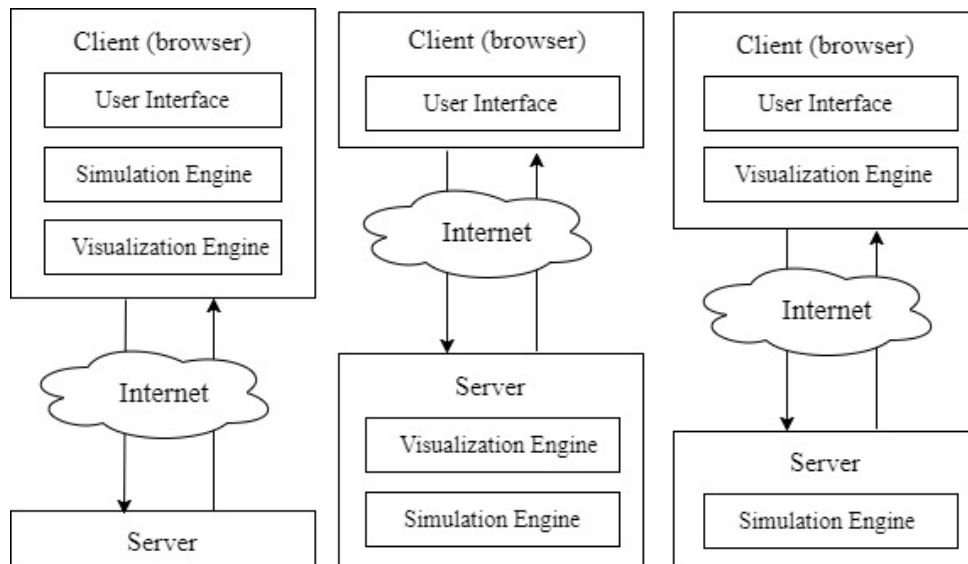 Client (browser)
User Interface
Simulation Engine
Visualization Engine
Internet
Server
Client (browser)
User Interface
Internet
Server
Visualization Engine
Simulation Engine
Client (browser)
User Interface
Visualization Engine
Internet
Server
Simulation Engine